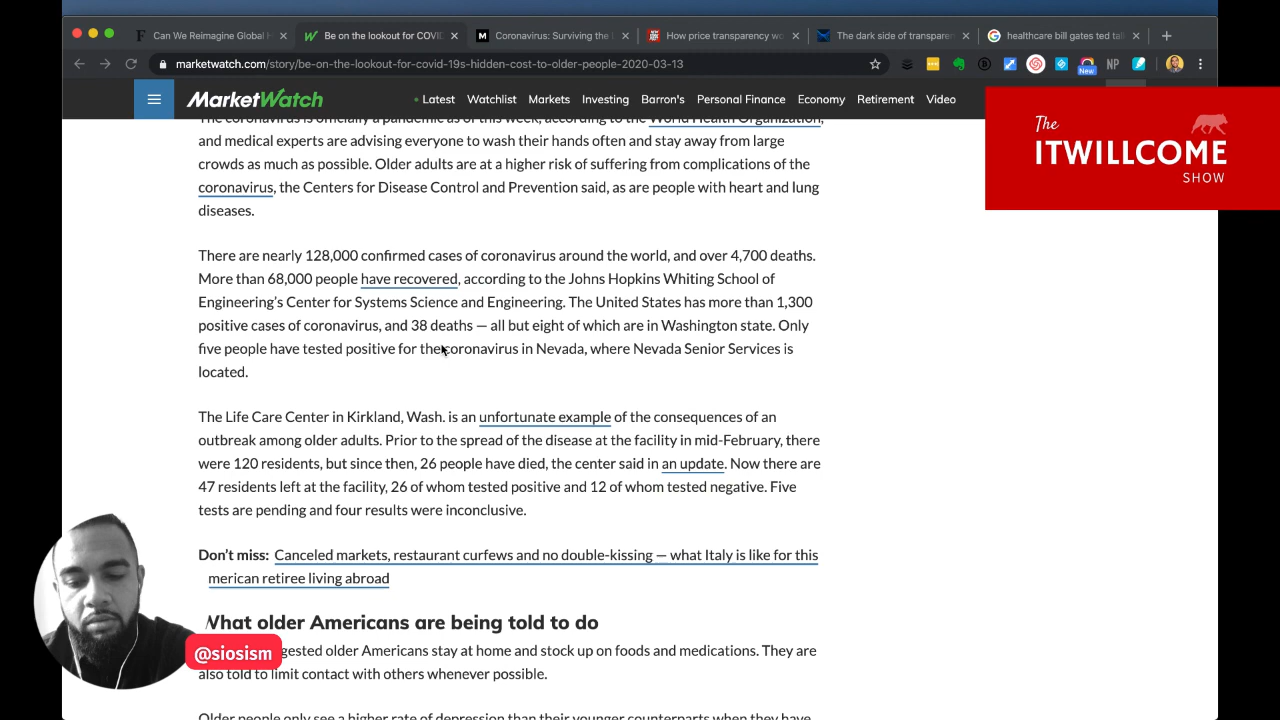 Can We Reimagine Global H
Be on the lookout for COVI
Coronavirus: Surviving the
How price transparency wo
The dark side of transparen
healthcare bill gates ted tal
marketwatch.com/story/be-on-the-lookout-for-covid-19s-hidden-cost-to-older-people-2020-03-13
NP
New
MarketWatch
Latest Watchlist Markets Investing Barron's Personal Finance Economy Retirement Video
The
ITWILLCOME
SHOW
The coronavirus is officially a pandemic as of this week, according to the World Health Organization,
and medical experts are advising everyone to wash their hands often and stay away from large
crowds as much as possible. Older adults are at a higher risk of suffering from complications of the
coronavirus, the Centers for Disease Control and Prevention said, as are people with heart and lung
diseases.
There are nearly 128,000 confirmed cases of coronavirus around the world, and over 4,700 deaths.
More than 68,000 people have recovered, according to the Johns Hopkins Whiting School of
Engineering’s Center for Systems Science and Engineering. The United States has more than 1,300
positive cases of coronavirus, and 38 deaths — all but eight of which are in Washington state. Only
five people have tested positive for the coronavirus in Nevada, where Nevada Senior Services is
located.
The Life Care Center in Kirkland, Wash. is an unfortunate example of the consequences of an
outbreak among older adults. Prior to the spread of the disease at the facility in mid-February, there
were 120 residents, but since then, 26 people have died, the center said in an update. Now there are
47 residents left at the facility, 26 of whom tested positive and 12 of whom tested negative. Five
tests are pending and four results were inconclusive.
Don’t miss: Canceled markets, restaurant curfews and no double-kissing — what Italy is like for this
merican retiree living abroad
What older Americans are being told to do
gested older Americans stay at home and stock up on foods and medications. They are
@siosism
also told to limit contact with others whenever possible.
Older people only see a higher rate of depression than their younger counterparts when they have